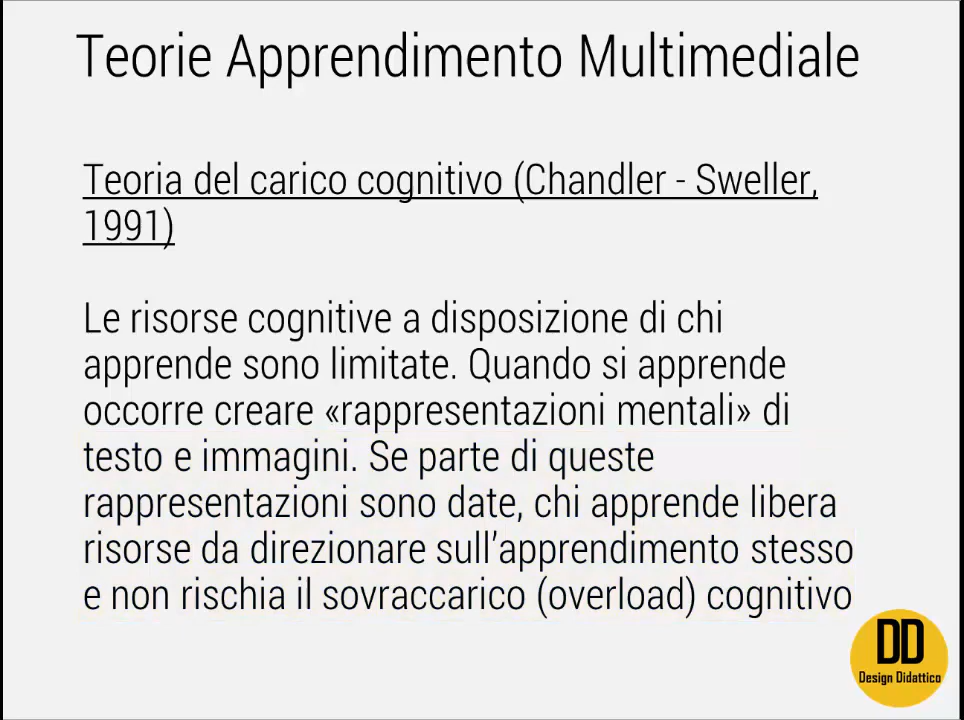 Teorie Apprendimento Multimediale
Teoria del carico cognitivo (Chandler - Sweller,
1991)
Le risorse cognitive a disposizione di chi
apprende sono limitate. Quando si apprende
occorre creare «rappresentazioni mentali» di
testo e immagini. Se parte di queste
rappresentazioni sono date, chi apprende libera
risorse da direzionare sull’apprendimento stesso
e non rischia il sovraccarico (overload) cognitivo
DD
Design Didattico